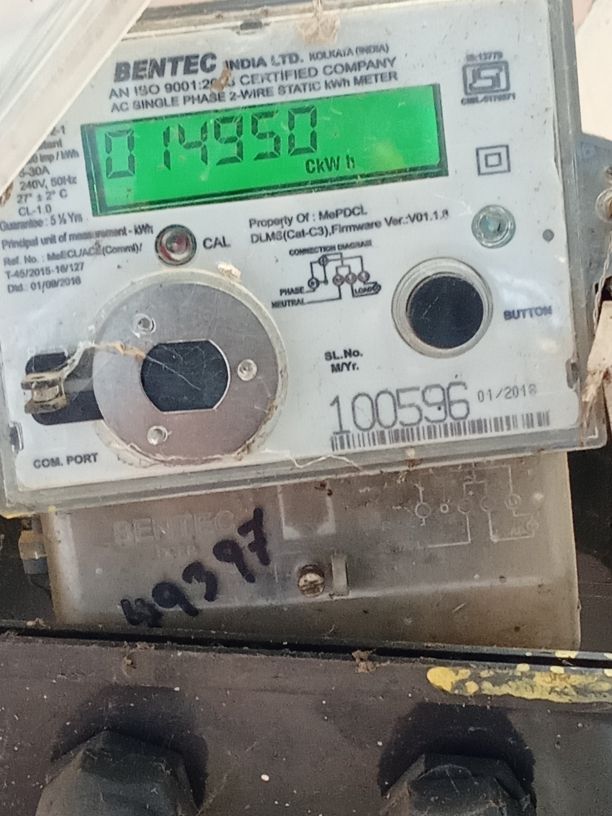 BENTEC INDIA LTD. KOLKATA (INDIA)
AN ISO 9001:20 CERTIFIED COMPANY
AC SINGLE PHASE 2-WIRE STATIC kWh METER
IS:13779
014950
CkWh
imp / kWh
5-30A
240V, 50Hz
27° ± 2° C
CL-1.0
Guarantee : 5 ½ Yrs
Principal unit of measurement - kWh
Ref. No. : MeECL/ACE(Comml)/
T-45/2015-16/127
Dtd. 01/09/2016
CAL
Property Of : MePDCL
DLMS(Cat-C3),Firmware Ver.:V01.1.8
CONNECTION DIAGRAM
PHASE
NEUTRAL
LOAD
BUTTON
SL.No.
M/Yr.
100596 01/2018
COM. PORT
BENTEC
49397